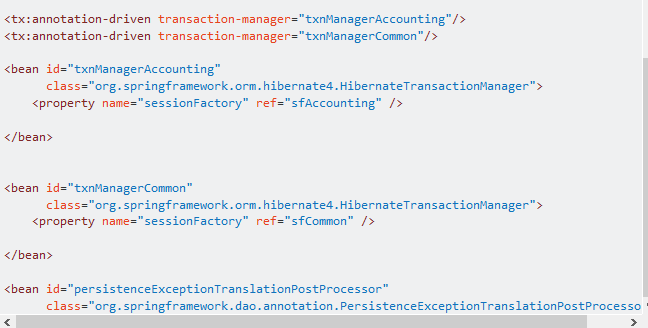 <tx:annotation-driven transaction-manager="txnManagerAccounting"/>
<tx:annotation-driven transaction-manager="txnManagerCommon"/>
<bean id="txnManagerAccounting"
class="org.springframework.orm.hibernate4.HibernateTransactionManager">
<property name="sessionFactory" ref="sfAccounting" />
</bean>
<bean id="txnManagerCommon"
class="org.springframework.orm.hibernate4.HibernateTransactionManager">
<property name="sessionFactory" ref="sfCommon" />
</bean>
<bean id="persistenceExceptionTranslationPostProcessor"
class="org.springframework.dao.annotation.PersistenceExceptionTranslationPostProcesso